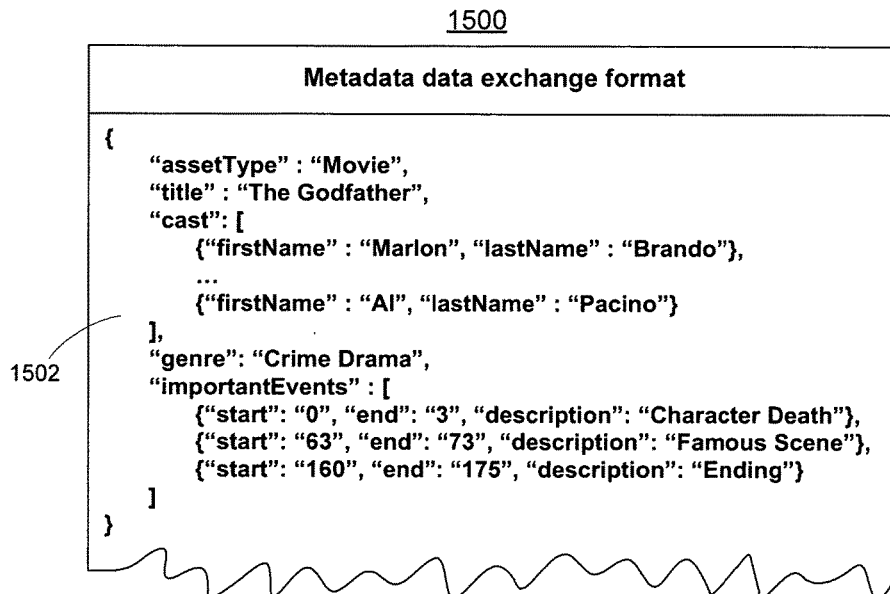 1500
Metadata data exchange format
{
“assetType” : “Movie”,
“title” : “The Godfather”,
“cast”: [
{“firstName” : “Marlon”, “lastName” : “Brando”},
...
{“firstName” : “Al”, “lastName” : “Pacino”}
],
1502
“genre”: “Crime Drama”,
“importantEvents” : [
{“start”: “0”, “end”: “3”, “description”: “Character Death”},
{“start”: “63”, “end”: “73”, “description”: “Famous Scene”},
{“start”: “160”, “end”: “175”, “description”: “Ending”}
]
}